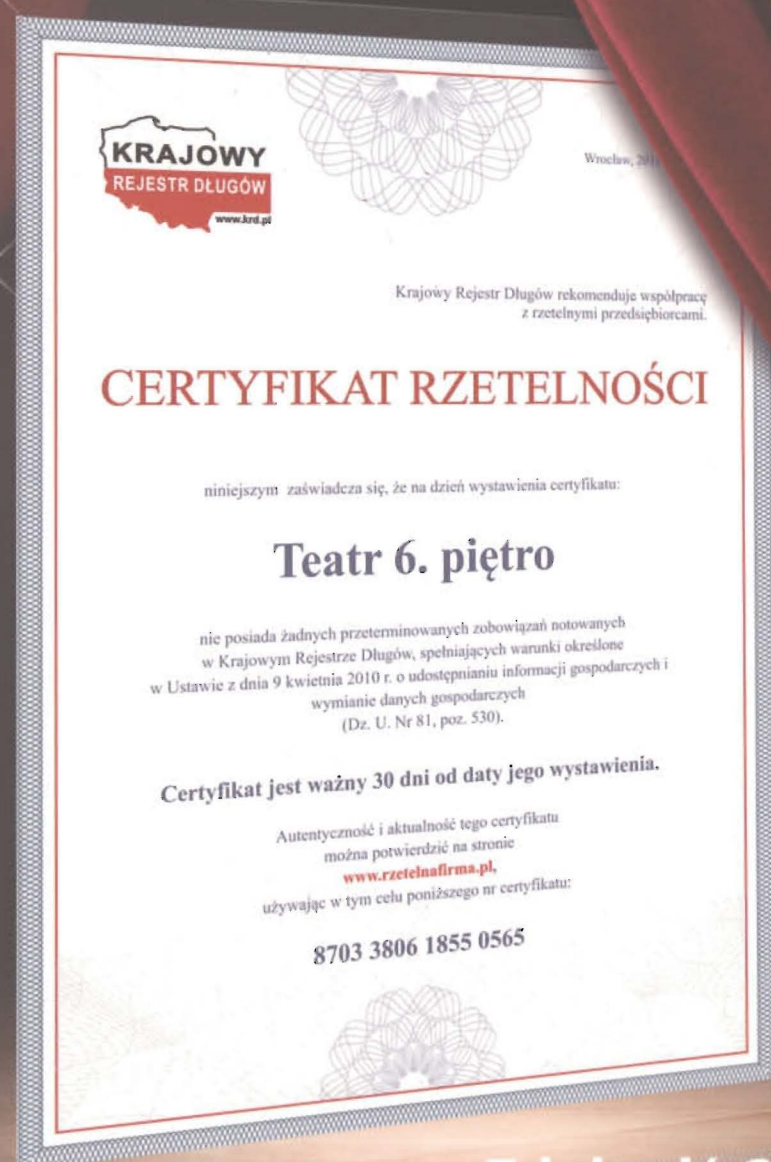 KRAJOWY
REJESTR DŁUGÓW
www.krd.pl
Wrocław,
Krajowy Rejestr Długów rekomenduje współpracę
z rzetelnymi przedsiębiorcami.
CERTYFIKAT RZETELNOŚCI
niniejszym zaświadcza się, że na dzień wystawienia certyfikatu:
Teatr 6. piętro
nie posiada żadnych przeterminowanych zobowiązań notowanych
w Krajowym Rejestrze Długów, spełniających warunki określone
w Ustawie z dnia 9 kwietnia 2010 r. o udostępnianiu informacji gospodarczych i
wymianie danych gospodarczych
(Dz. U. Nr 81, poz. 530).
Certyfikat jest ważny 30 dni od daty jego wystawienia.
Autentyczność i aktualność tego certyfikatu
można potwierdzić na stronie
www.rzetelnafirma.pl,
używając w tym celu poniższego nr certyfikatu:
8703 3806 1855 0565